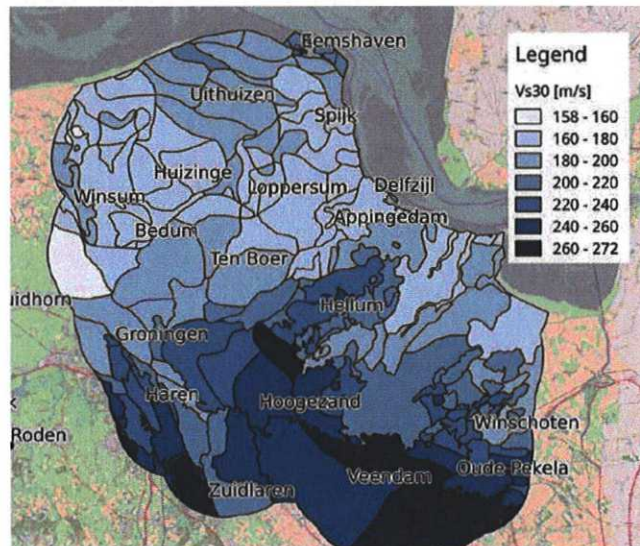 Eemshaven
Legend
Vs30 [m/s]
158 - 160
160 - 180
180 - 200
200 - 220
220 - 240
240 - 260
260 - 272
Uithuizen
Spijk
Huizinge
Loppersum
Delfzijl
Winsum
Appingedam
Bedum
Ten Boer
uidhorn
Hellum
Groningen
Haren
Hoogezand
Winschoten
Roden
Veendam
Oude Pekela
Zuidlaren